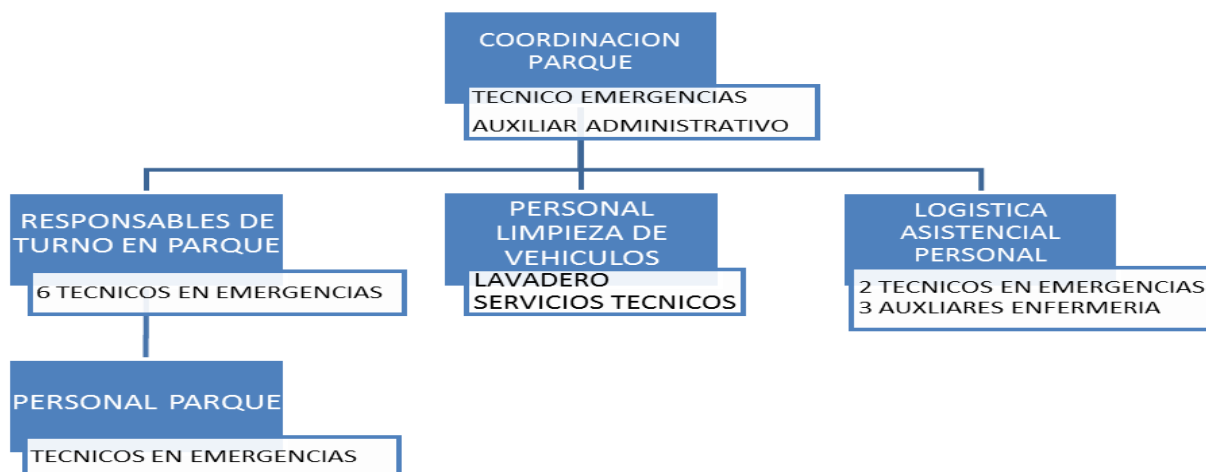 COORDINACION
PARQUE
TECNICO EMERGENCIAS
AUXILIAR ADMINISTRATIVO
RESPONSABLES DE
TURNO EN PARQUE
6 TECNICOS EN EMERGENCIAS
PERSONAL
LIMPIEZA DE
VEHICULOS
LAVADERO
SERVICIOS TECNICOS
LOGISTICA
ASISTENCIAL
PERSONAL
2 TECNICOS EN EMERGENCIAS
3 AUXLIARES ENFERMERIA
PERSONAL PARQUE
TECNICOS EN EMERGENCIAS